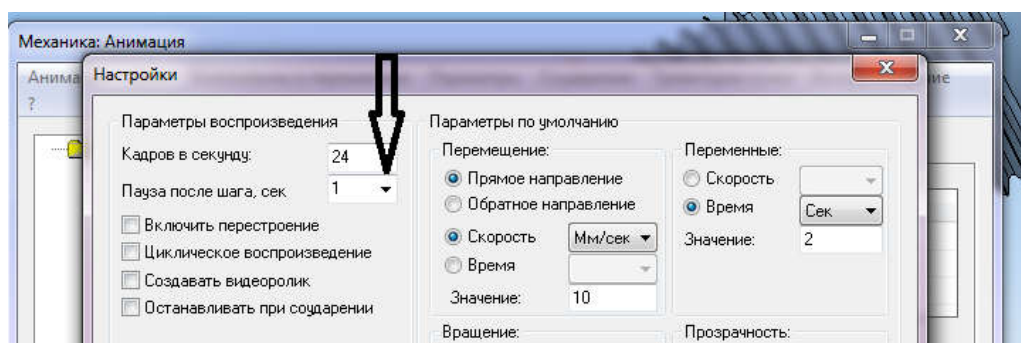 Механика: Анимация
Анима
Настройки
ие
?
Параметры воспроизведения
Кадров в секунду: 24
Пауза после шага, сек 1
Включить перестроение
Циклическое воспроизведение
Создавать видеоролик
Останавливать при соударении
Параметры по умолчанию
Перемещение:
Прямое направление
Обратное направление
Скорость Мм/сек
Время
Значение: 10
Вращение:
Переменные:
Скорость
Время Сек
Значение: 2
Прозрачность: